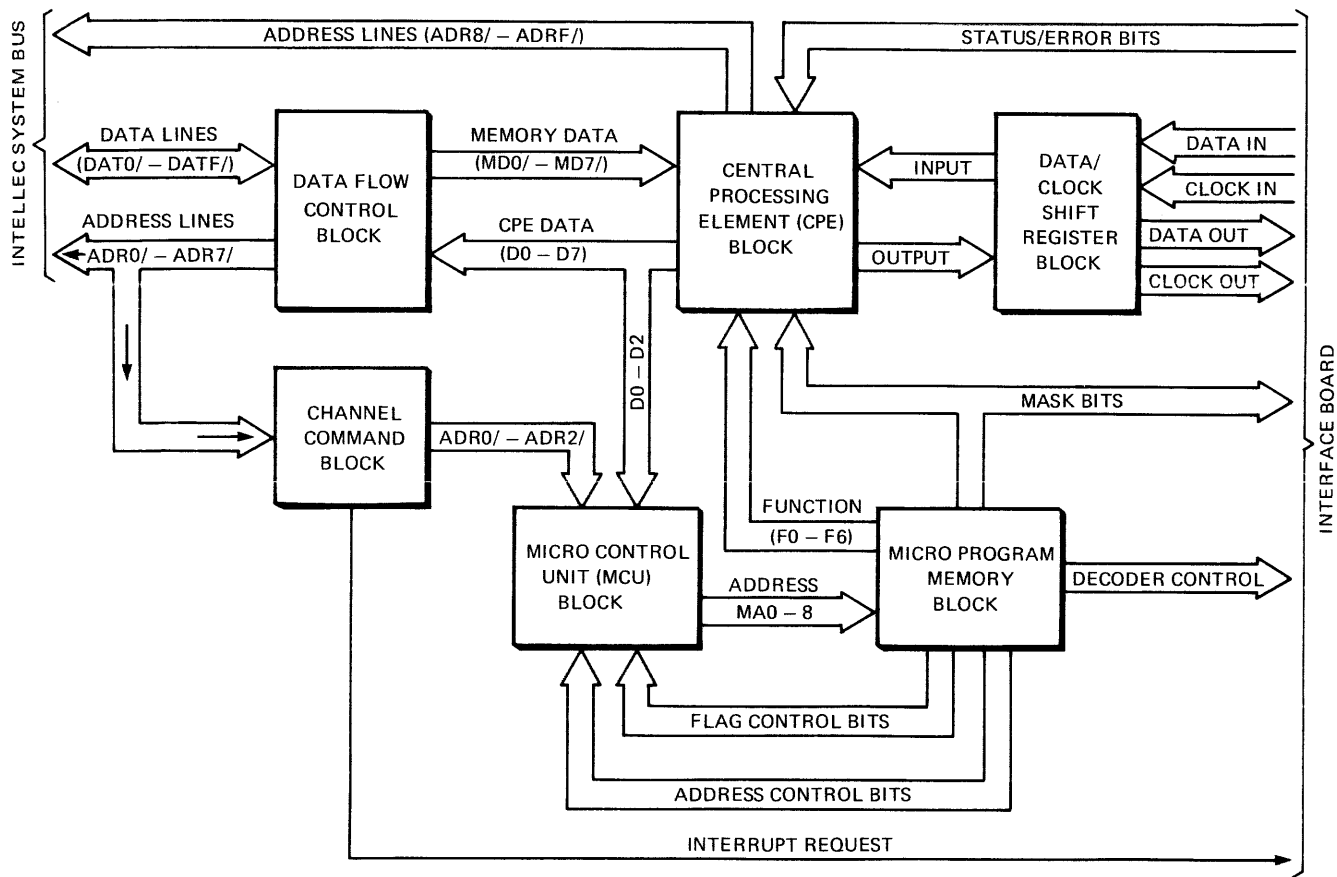 INTELLEC SYSTEM BUS
ADDRESS LINES (ADR8/ – ADRF/)
STATUS/ERROR BITS
DATA LINES
(DAT0/ – DATF/)
ADDRESS LINES
ADR0/ – ADR7/
DATA FLOW
CONTROL
BLOCK
MEMORY DATA
(MD0/ – MD7/)
CPE DATA
(D0 – D7)
CENTRAL
PROCESSING
ELEMENT (CPE)
BLOCK
INPUT
OUTPUT
DATA/
CLOCK
SHIFT
REGISTER
BLOCK
DATA IN
CLOCK IN
DATA OUT
CLOCK OUT
D0 – D2
MASK BITS
INTERFACE BOARD
CHANNEL
COMMAND
BLOCK
ADR0/ – ADR2/
MICRO CONTROL
UNIT (MCU)
BLOCK
FUNCTION
(F0 – F6)
ADDRESS
MA0 – 8
MICRO PROGRAM
MEMORY
BLOCK
DECODER CONTROL
FLAG CONTROL BITS
ADDRESS CONTROL BITS
INTERRUPT REQUEST